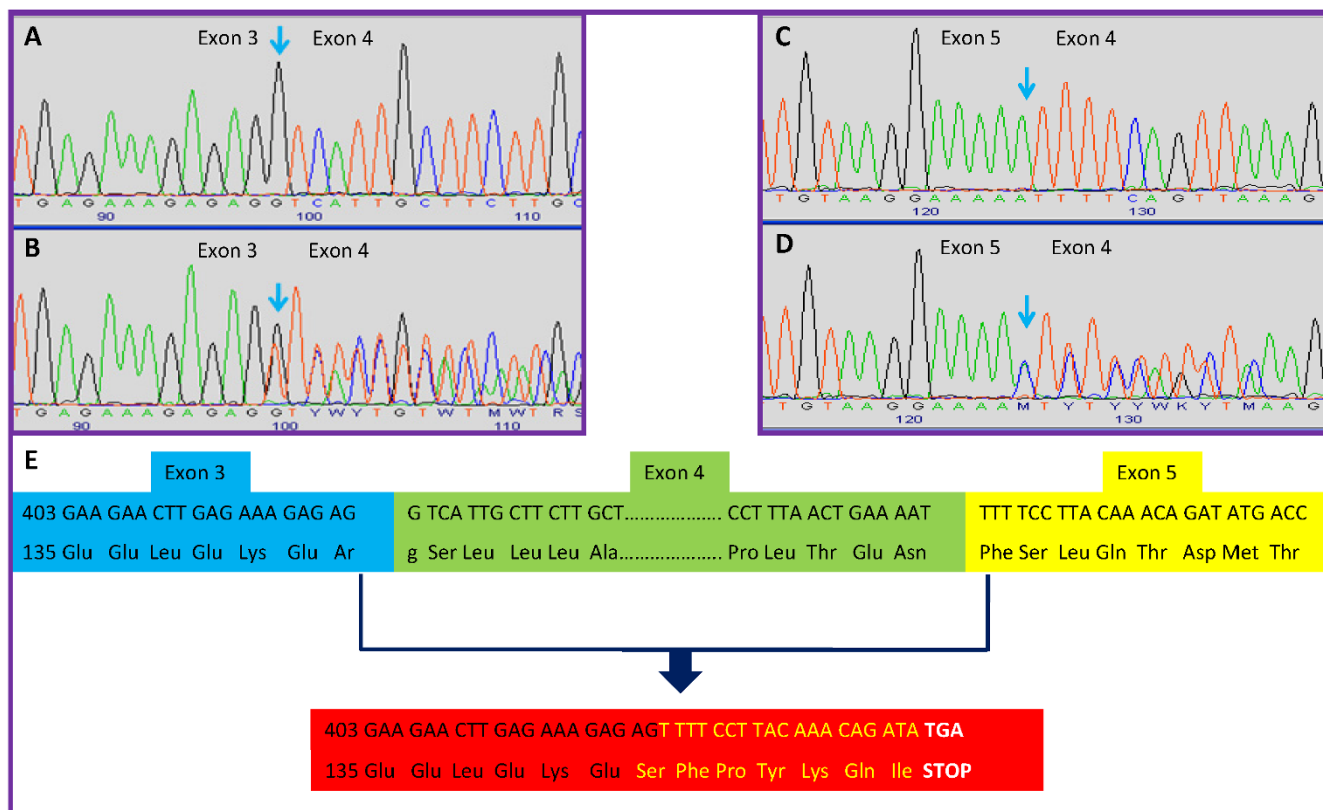 A Exon 3 Exon 4
TGAGAAAGAGAGGTCATTGCTTCTTGC
90 100 110
B Exon 3 Exon 4
TGAGAAAGAGAGGTYWYTGTWTMWTRS
90 100 110
C Exon 5 Exon 4
TGTAAGGAAAAATTTTCAGTTAAAG
120 130
D Exon 5 Exon 4
TGTAAGGAAAAMTYTYYWKYTMAAG
120 130
E
Exon 3 Exon 4 Exon 5
403 GAA GAA CTT GAG AAA GAG AG G TCA TTG CTT CTT GCT………………..CCT TTA ACT GAA AAT TTT TCC TTA CAA ACA GAT ATG ACC
135 Glu Glu Leu Glu Lys Glu Ar g Ser Leu Leu Leu Ala………………..Pro Leu Thr Glu Asn Phe Ser Leu Gln Thr Asp Met Thr
403 GAA GAA CTT GAG AAA GAG AGT TTT CCT TAC AAA CAG ATA TGA
135 Glu Glu Leu Glu Lys Glu Ser Phe Pro Tyr Lys Gln Ile STOP